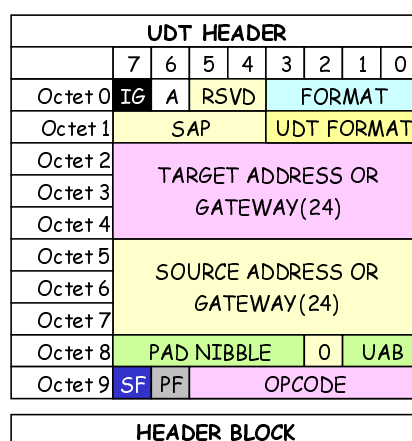 UDT HEADER
7 6 5 4 3 2 1 0
Octet 0 IG A RSVD FORMAT
Octet 1 SAP UDT FORMAT
Octet 2
TARGET ADDRESS OR
Octet 3
GATEWAY(24)
Octet 4
Octet 5
SOURCE ADDRESS OR
Octet 6
GATEWAY(24)
Octet 7
Octet 8 PAD NIBBLE 0 UAB
Octet 9 SF PF OPCODE
HEADER BLOCK